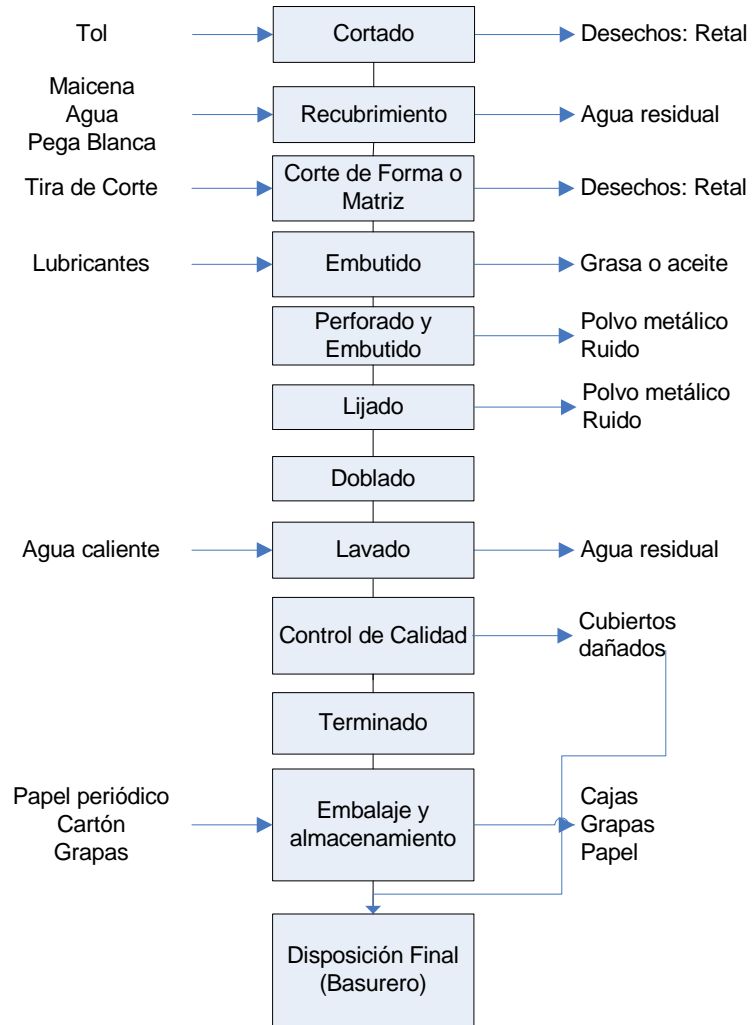 Tol
Cortado
Desechos: Retal
Maicena
Agua
Pega Blanca
Recubrimiento
Agua residual
Tira de Corte
Corte de Forma o
Matriz
Desechos: Retal
Lubricantes
Embutido
Grasa o aceite
Perforado y
Embutido
Polvo metálico
Ruido
Lijado
Polvo metálico
Ruido
Doblado
Agua caliente
Lavado
Agua residual
Control de Calidad
Cubiertos
dañados
Terminado
Papel periódico
Cartón
Grapas
Embalaje y
almacenamiento
Cajas
Grapas
Papel
Disposición Final
(Basurero)